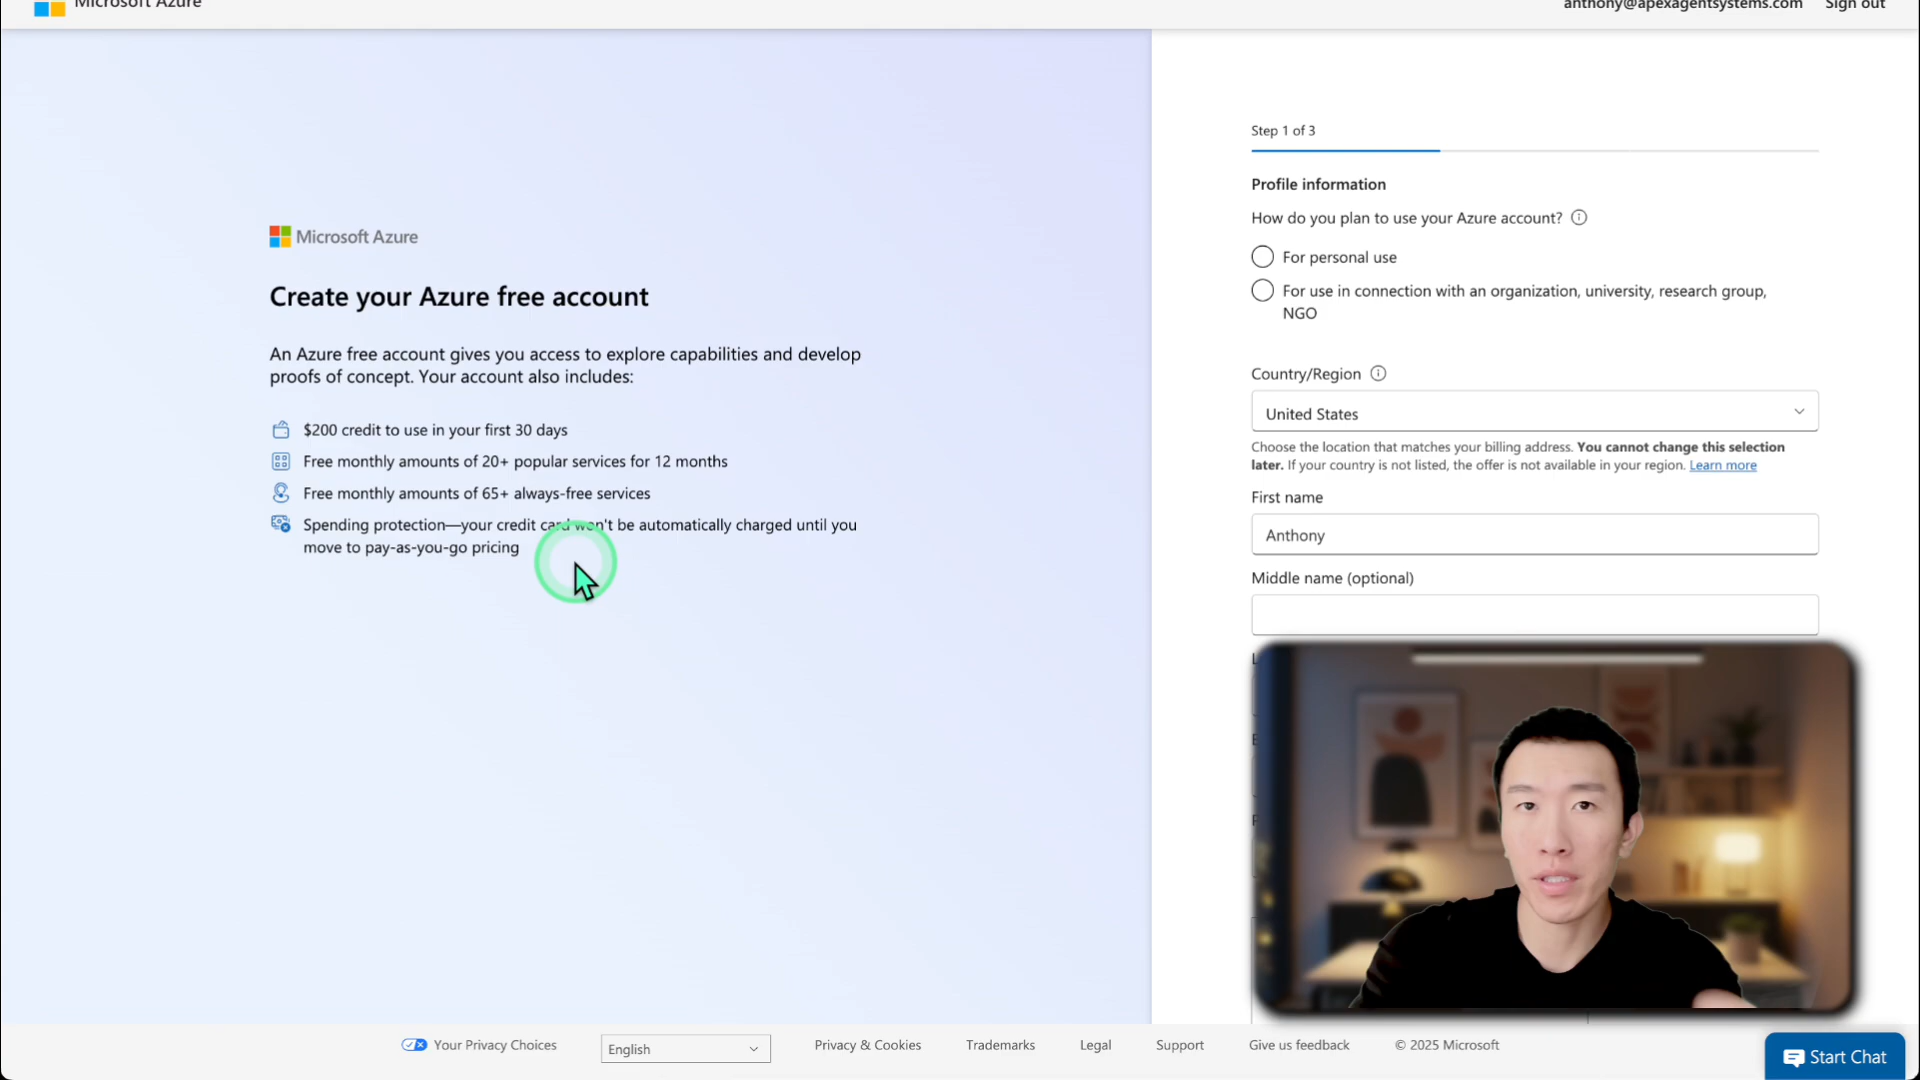 Microsoft Azure
anthony@apexagentsystems.com
Sign out
Microsoft Azure
Create your Azure free account
An Azure free account gives you access to explore capabilities and develop
proofs of concept. Your account also includes:
$200 credit to use in your first 30 days
Free monthly amounts of 20+ popular services for 12 months
Free monthly amounts of 65+ always-free services
Spending protection—your credit card won't be automatically charged until you
move to pay-as-you-go pricing
Step 1 of 3
Profile information
How do you plan to use your Azure account?
For personal use
For use in connection with an organization, university, research group,
NGO
Country/Region
United States
Choose the location that matches your billing address. You cannot change this selection
later. If your country is not listed, the offer is not available in your region. Learn more
First name
Anthony
Middle name (optional)
Your Privacy Choices
English
Privacy & Cookies
Trademarks
Legal
Support
Give us feedback
© 2025 Microsoft
Start Chat